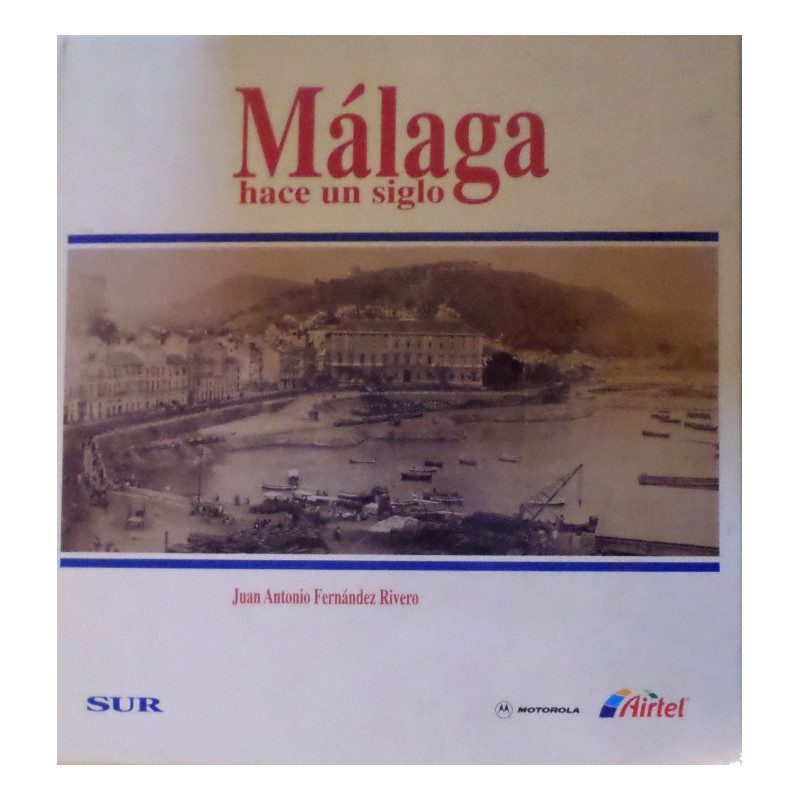 Málaga
hace un siglo
Juan Antonio Fernández Rivero
SUR
MOTOROLA
Airtel